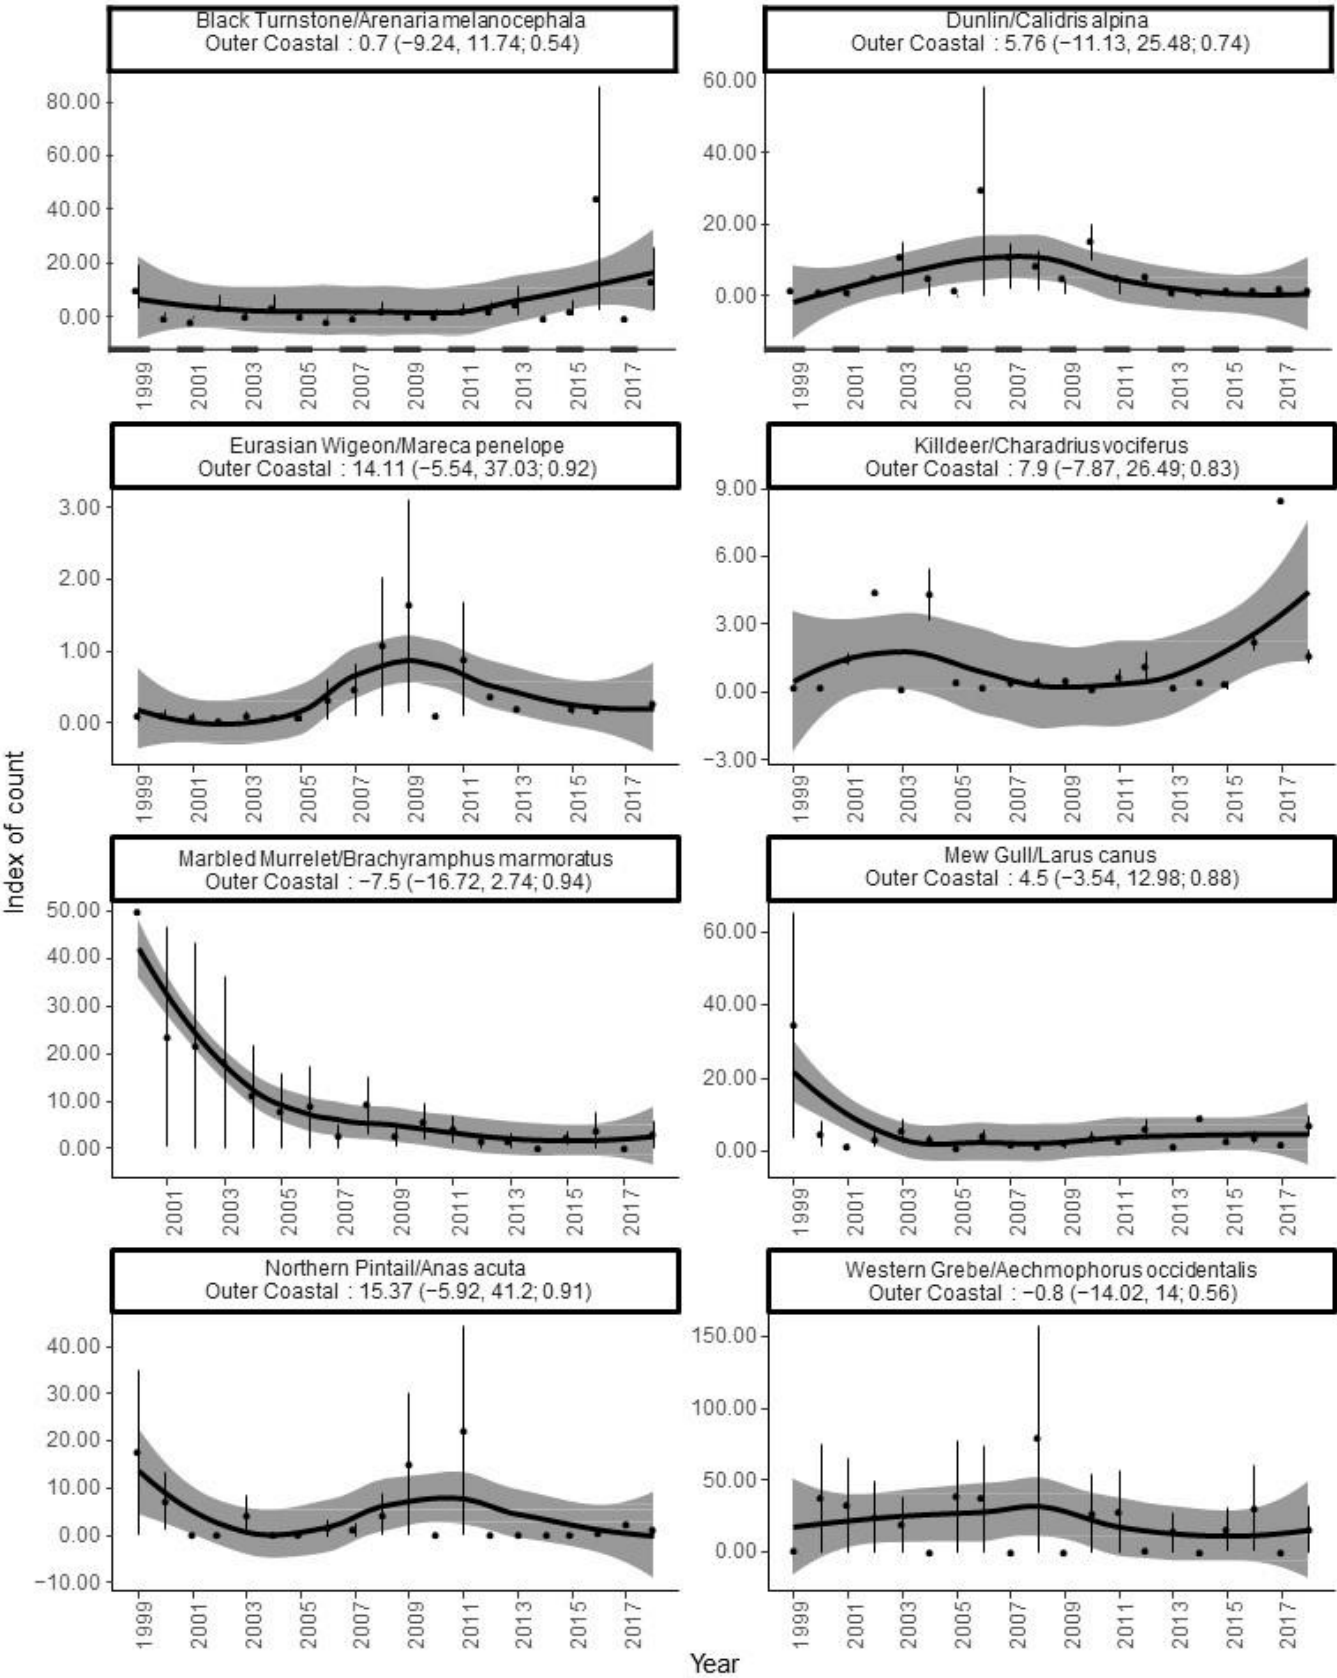 Black Turnstone/Arenaria melanocephala
Outer Coastal : 0.7 (−9.24, 11.74; 0.54)
80.00
60.00
40.00
20.00
0.00
1999 2001 2003 2005 2007 2009 2011 2013 2015 2017
Dunlin/Calidris alpina
Outer Coastal : 5.76 (−11.13, 25.48; 0.74)
60.00
40.00
20.00
0.00
1999 2001 2003 2005 2007 2009 2011 2013 2015 2017
Eurasian Wigeon/Mareca penelope
Outer Coastal : 14.11 (−5.54, 37.03; 0.92)
3.00
2.00
1.00
0.00
1999 2001 2003 2005 2007 2009 2011 2013 2015 2017
Killdeer/Charadrius vociferus
Outer Coastal : 7.9 (−7.87, 26.49; 0.83)
9.00
6.00
3.00
0.00
−3.00
1999 2001 2003 2005 2007 2009 2011 2013 2015 2017
Index of count
Marbled Murrelet/Brachyramphus marmoratus
Outer Coastal : −7.5 (−16.72, 2.74; 0.94)
50.00
40.00
30.00
20.00
10.00
0.00
2001 2003 2005 2007 2009 2011 2013 2015 2017
Mew Gull/Larus canus
Outer Coastal : 4.5 (−3.54, 12.98; 0.88)
60.00
40.00
20.00
0.00
1999 2001 2003 2005 2007 2009 2011 2013 2015 2017
Northern Pintail/Anas acuta
Outer Coastal : 15.37 (−5.92, 41.2; 0.91)
40.00
30.00
20.00
10.00
0.00
−10.00
1999 2001 2003 2005 2007 2009 2011 2013 2015 2017
Western Grebe/Aechmophorus occidentalis
Outer Coastal : −0.8 (−14.02, 14; 0.56)
150.00
100.00
50.00
0.00
1999 2001 2003 2005 2007 2009 2011 2013 2015 2017
Year